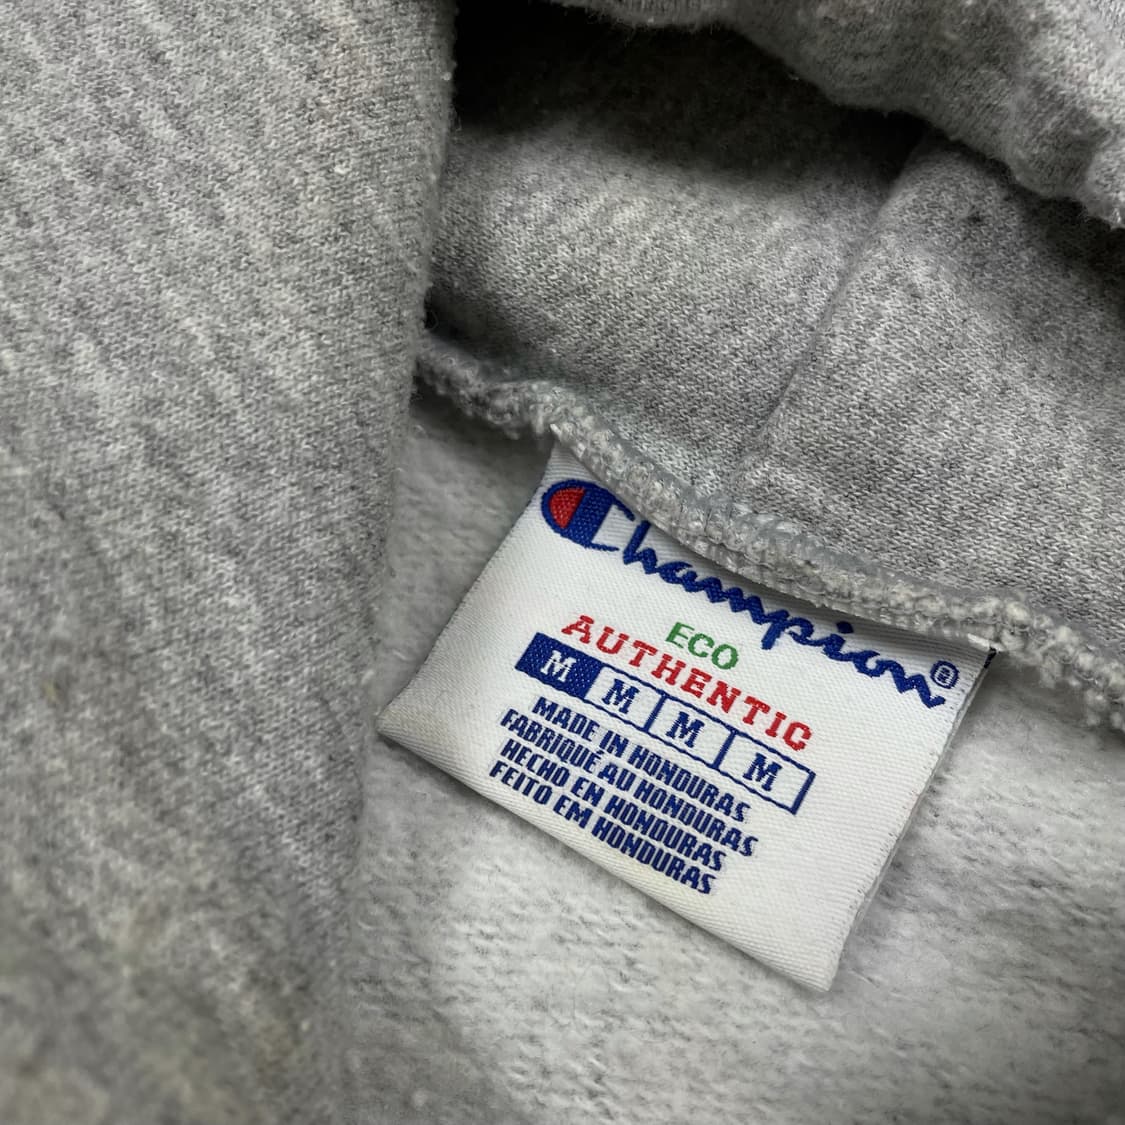 Champion®
ECO
AUTHENTIC
M M M M
MADE IN HONDURAS
FABRIQUÉ AU HONDURAS
HECHO EN HONDURAS
FEITO EM HONDURAS